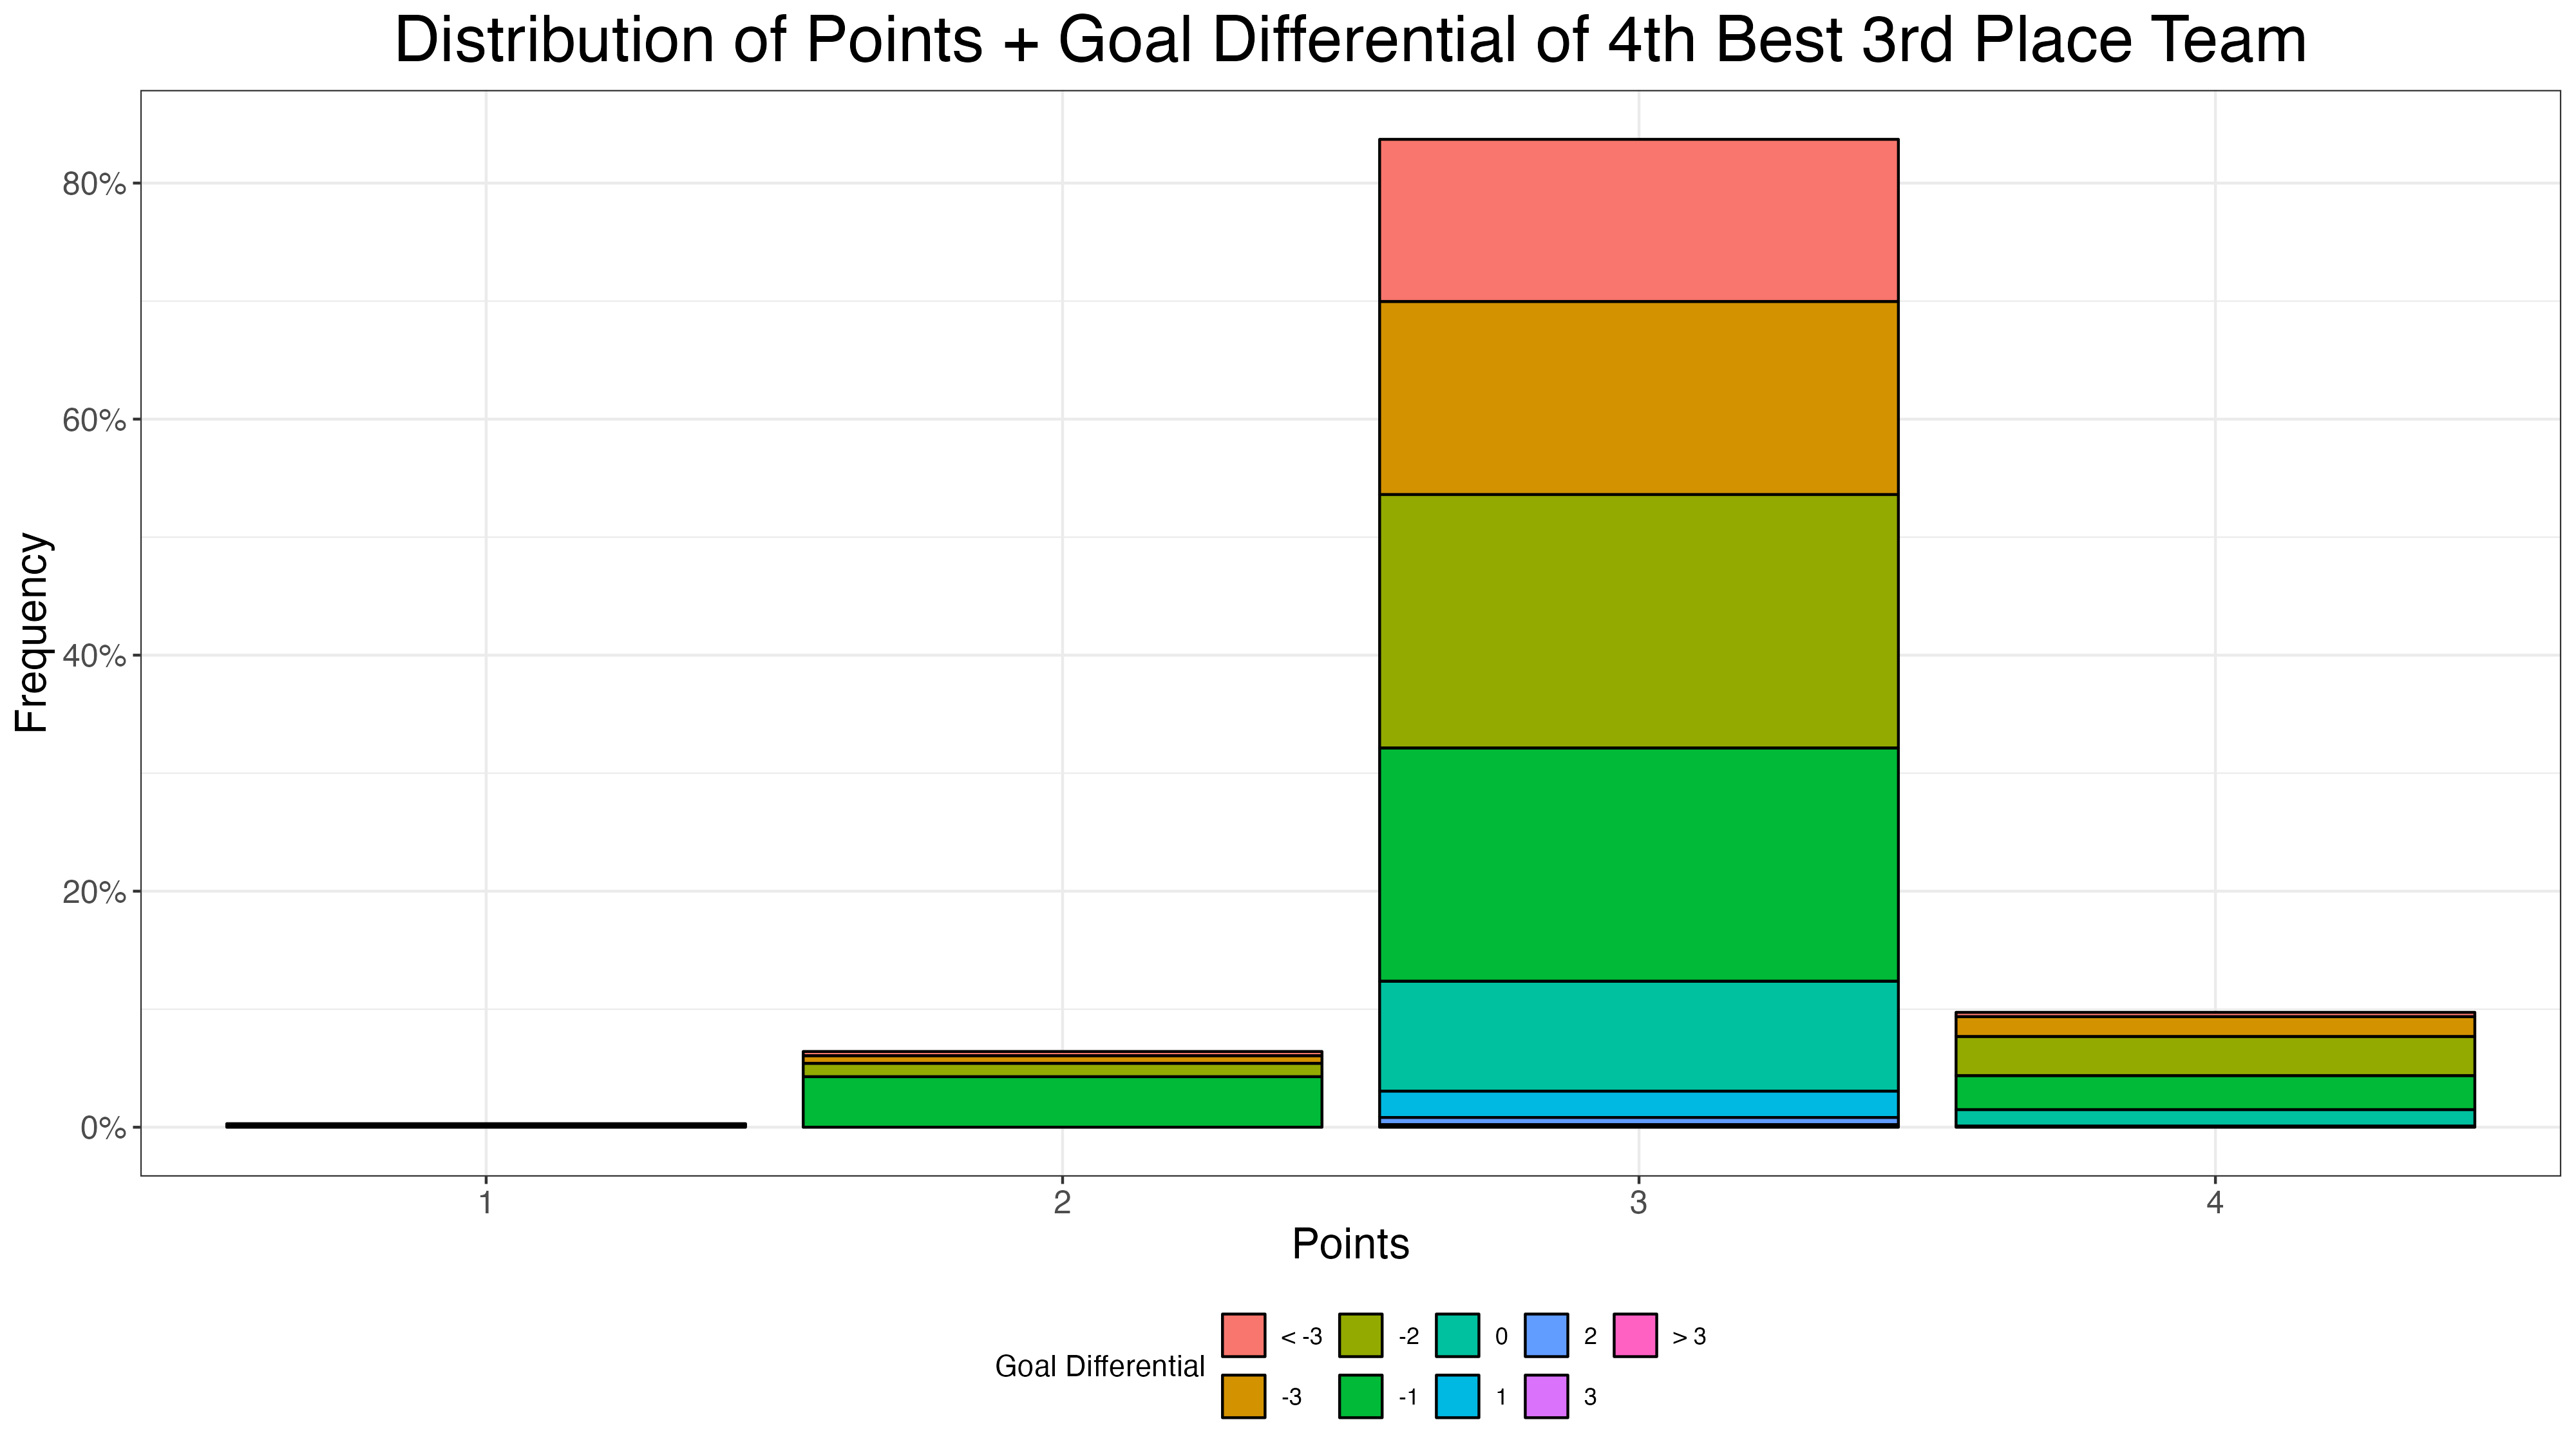 Distribution of Points + Goal Differential of 4th Best 3rd Place Team
Frequency
80%
60%
40%
20%
0%
1 2 3 4
Points
Goal Differential
< -3 -2 0 2 > 3
-3 -1 1 3